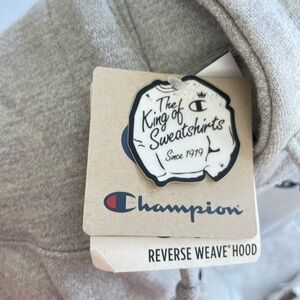 The
King of
Sweatshirts
Since 1919
Champion
REVERSE WEAVE® HOOD